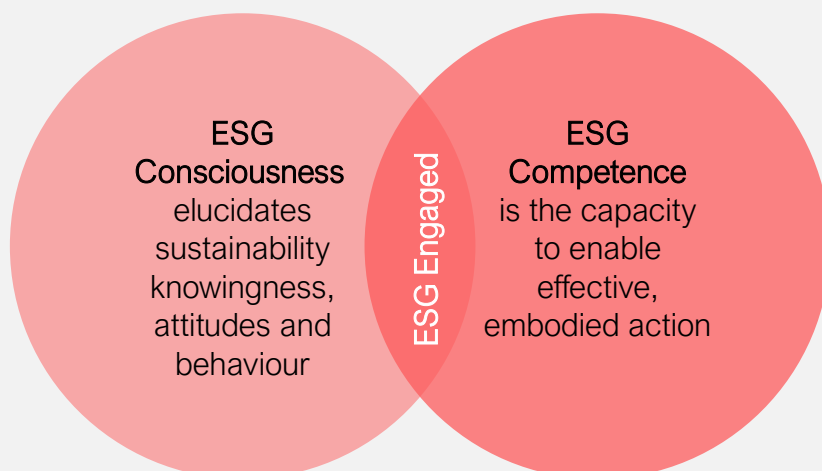 ESG
Consciousness
elucidates
sustainability
knowingness,
attitudes and
behaviour
ESG Engaged
ESG
Competence
is the capacity
to enable
effective,
embodied action